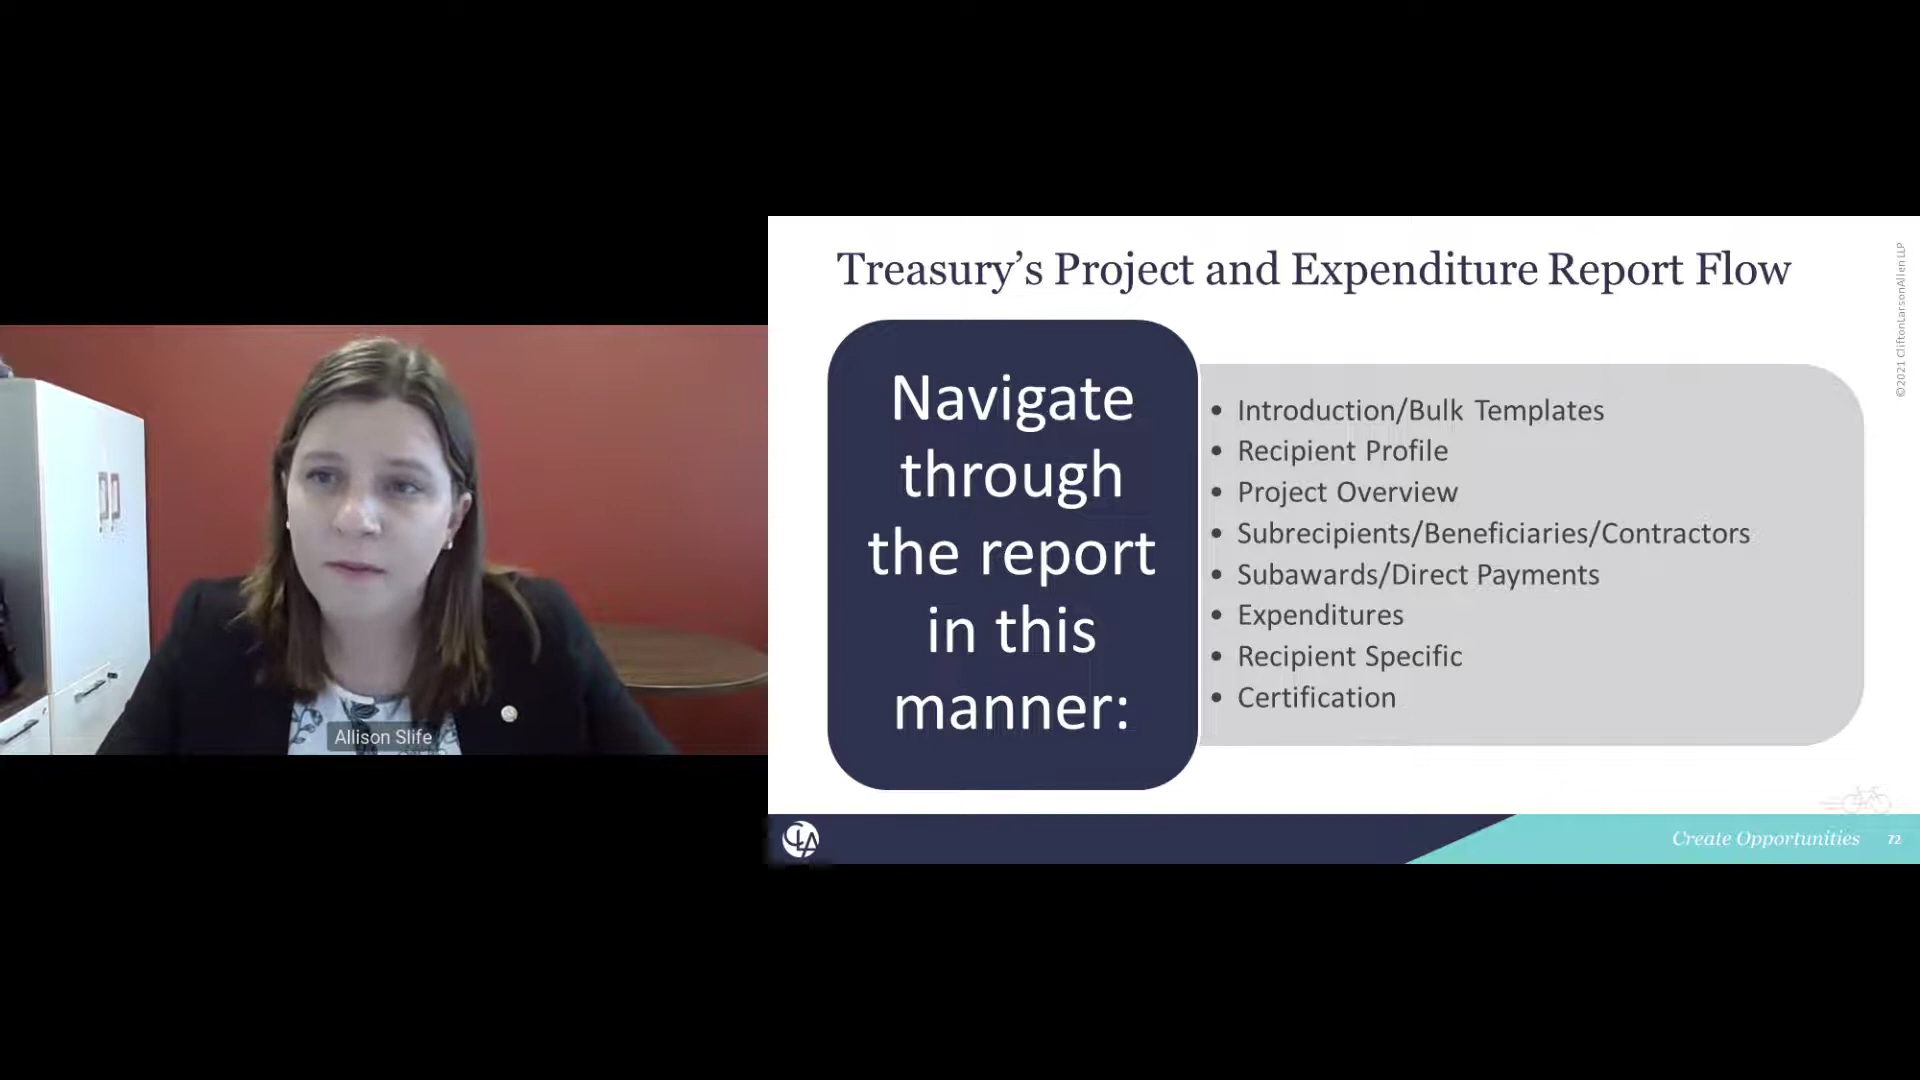 Treasury’s Project and Expenditure Report Flow
Navigate
through
the report
in this
manner:
• Introduction/Bulk Templates
• Recipient Profile
• Project Overview
• Subrecipients/Beneficiaries/Contractors
• Subawards/Direct Payments
• Expenditures
• Recipient Specific
• Certification
©2021 CliftonLarsonAllen LLP
Allison Slife
CLA
Create Opportunities 72